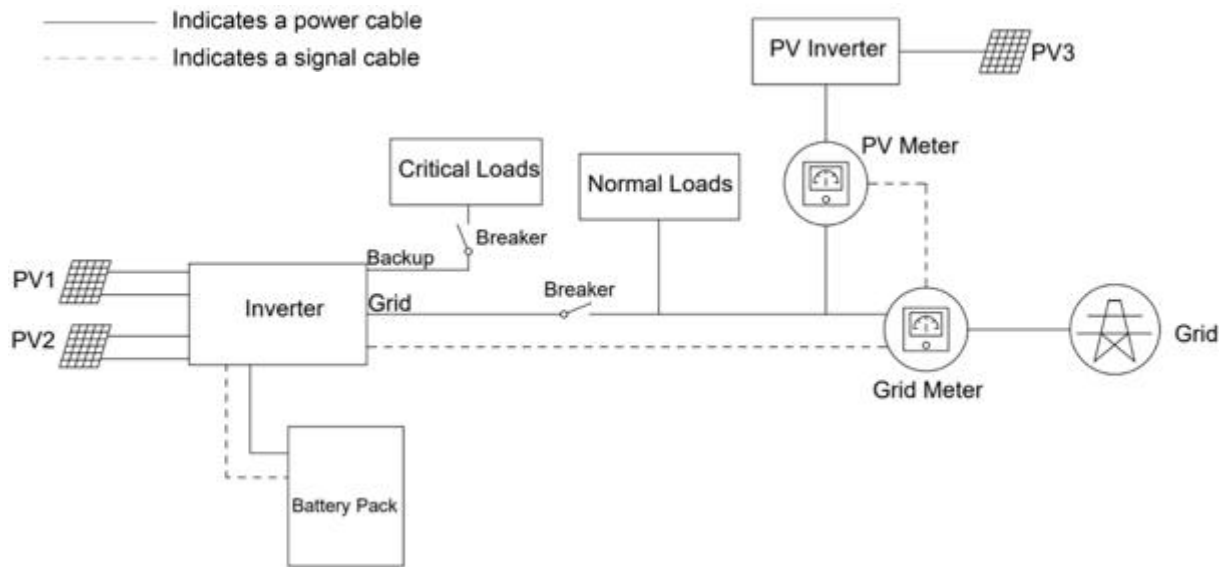 Indicates a power cable
Indicates a signal cable
PV Inverter
PV3
PV Meter
Critical Loads
Normal Loads
Breaker
Backup
PV1
Inverter
Grid
Breaker
PV2
Grid
Grid Meter
Battery Pack